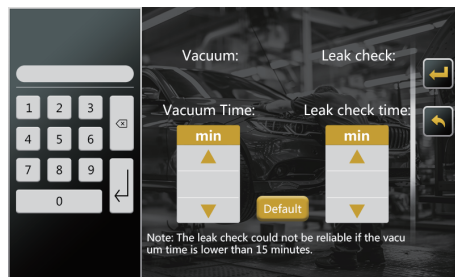 1 2 3
4 5 6
7 8 9
0
Vacuum: Leak check:
Vacuum Time: Leak check time:
min min
Default
Note: The leak check could not be reliable if the vacu
um time is lower than 15 minutes.